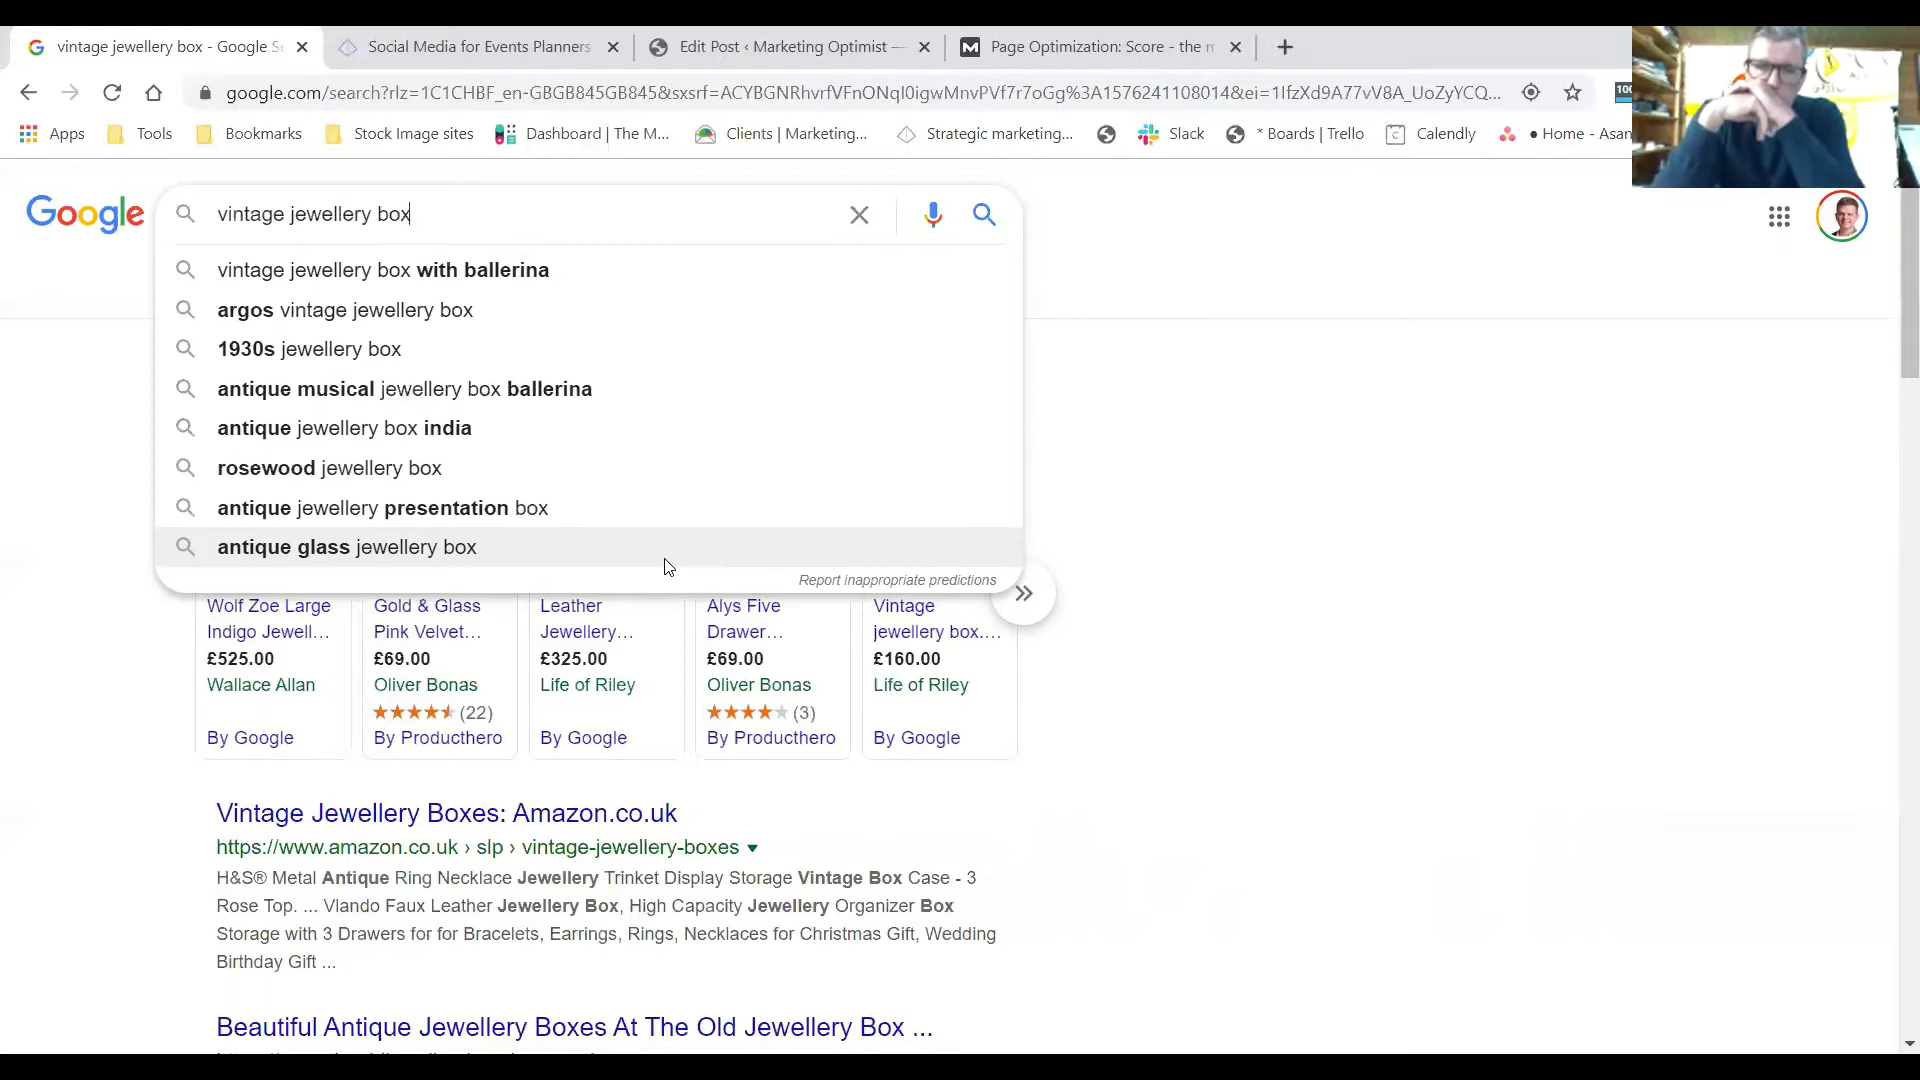 vintage jewellery box - Google Se
Social Media for Events Planners
Edit Post ‹ Marketing Optimist —
Page Optimization: Score - the m
google.com/search?rlz=1C1CHBF_en-GBGB845GB845&sxsrf=ACYBGNRhvrfVFnONqI0igwMnvPVf7r7oGg%3A1576241108014&ei=1IfzXd9A77vV8A_UoZyYCQ...
100
Apps
Tools
Bookmarks
Stock Image sites
Dashboard | The M...
Clients | Marketing...
Strategic marketing...
Slack
* Boards | Trello
Calendly
● Home - Asan
Google
vintage jewellery box
vintage jewellery box with ballerina
argos vintage jewellery box
1930s jewellery box
antique musical jewellery box ballerina
antique jewellery box india
rosewood jewellery box
antique jewellery presentation box
antique glass jewellery box
Report inappropriate predictions
Wolf Zoe Large
Indigo Jewell...
£525.00
Wallace Allan
By Google
Gold & Glass
Pink Velvet...
£69.00
Oliver Bonas
(22)
By Producthero
Leather
Jewellery...
£325.00
Life of Riley
By Google
Alys Five
Drawer...
£69.00
Oliver Bonas
(3)
By Producthero
Vintage
jewellery box....
£160.00
Life of Riley
By Google
Vintage Jewellery Boxes: Amazon.co.uk
https://www.amazon.co.uk › slp › vintage-jewellery-boxes
H&S® Metal Antique Ring Necklace Jewellery Trinket Display Storage Vintage Box Case - 3
Rose Top. ... Vlando Faux Leather Jewellery Box, High Capacity Jewellery Organizer Box
Storage with 3 Drawers for for Bracelets, Earrings, Rings, Necklaces for Christmas Gift, Wedding
Birthday Gift ...
Beautiful Antique Jewellery Boxes At The Old Jewellery Box ...